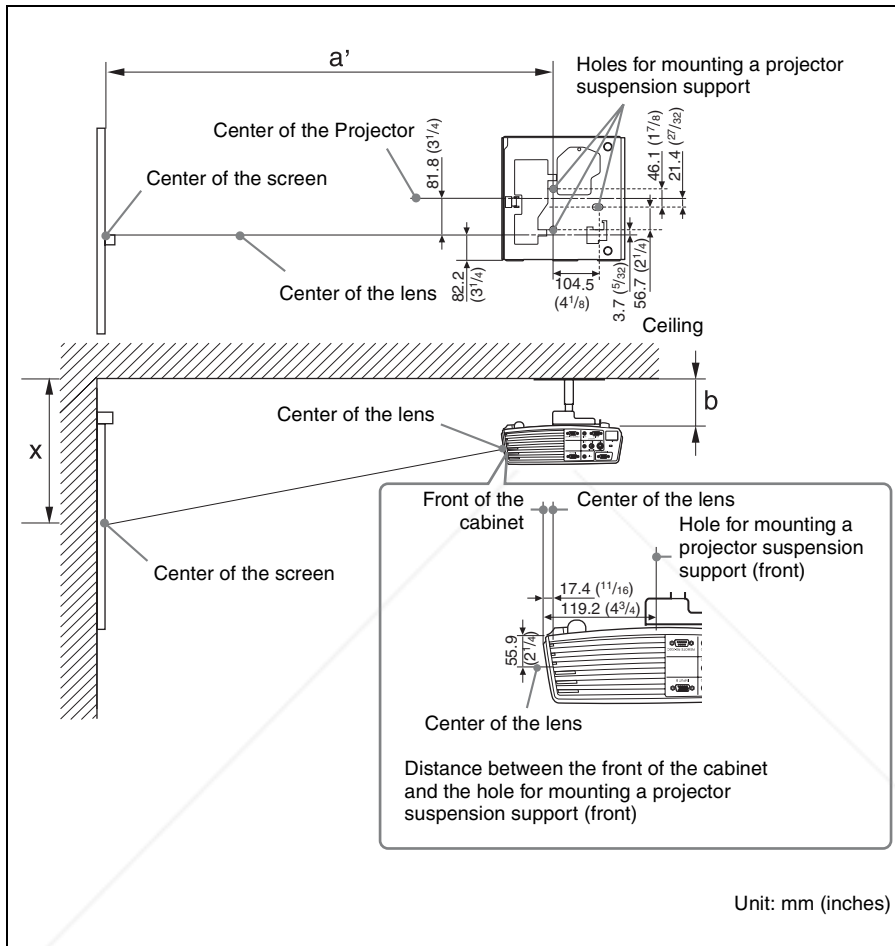 a’
Holes for mounting a projector
suspension support
Center of the Projector
81.8 (3 1/4)
46.1 (1 7/8)
21.4 (27/32)
Center of the screen
Center of the lens
82.2
(3 1/4)
104.5
(4 1/8)
3.7 (5/32)
56.7 (2 1/4)
Ceiling
Center of the lens
b
x
Front of the
cabinet
Center of the lens
Hole for mounting a
projector suspension
support (front)
Center of the screen
17.4 (11/16)
119.2 (4 3/4)
55.9
(2 1/4)
Center of the lens
Distance between the front of the cabinet
and the hole for mounting a projector
suspension support (front)
Unit: mm (inches)